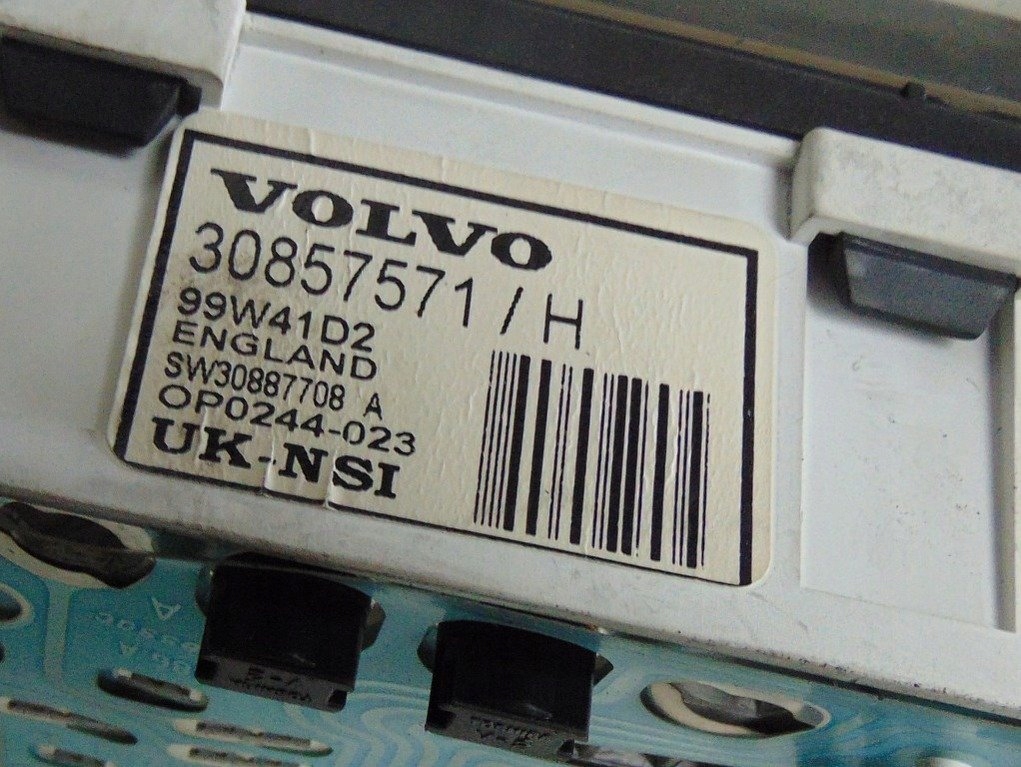 VOLVO
30857571/H
99W41D2
ENGLAND
SW30887708 A
OP0244-023
UK-NSI